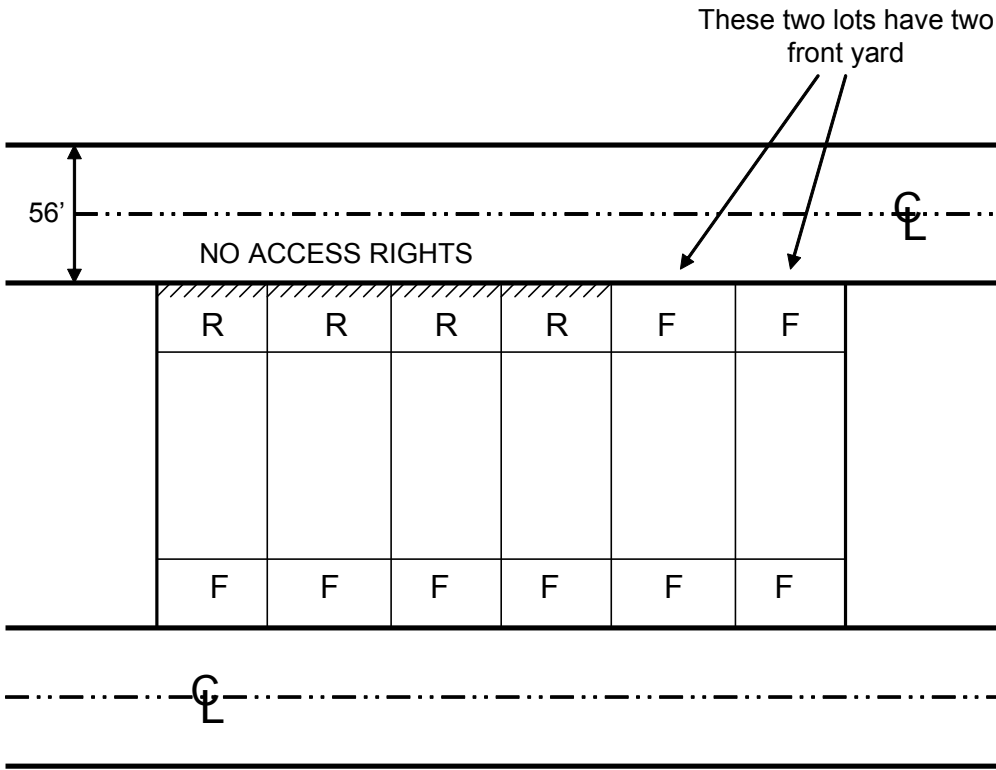 These two lots have two
front yard
56’
℄
NO ACCESS RIGHTS
R R R R F F
F F F F F F
℄